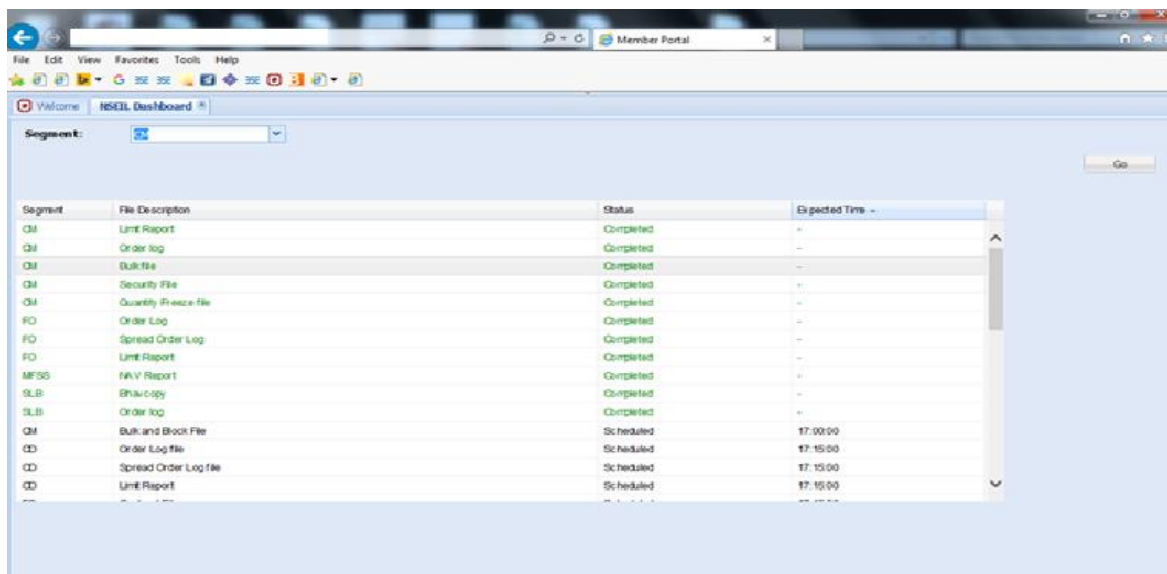 Member Portal
File Edit View Favorites Tools Help
Welcome NSEIL Dashboard
Segment: CM
Go
Segment File Description Status Expected Time
CM Limit Report Completed -
CM Order log Completed -
CM Bulk file Completed -
CM Security File Completed -
CM Quantity Freeze file Completed -
FO Order Log Completed -
FO Spread Order Log Completed -
FO Limit Report Completed -
MFSS NAV Report Completed -
SLB Bhavcopy Completed -
SLB Order log Completed -
CM Bulk and Block File Scheduled 17:00:00
CD Order Log file Scheduled 17:15:00
CD Spread Order Log file Scheduled 17:15:00
CD Limit Report Scheduled 17:15:00